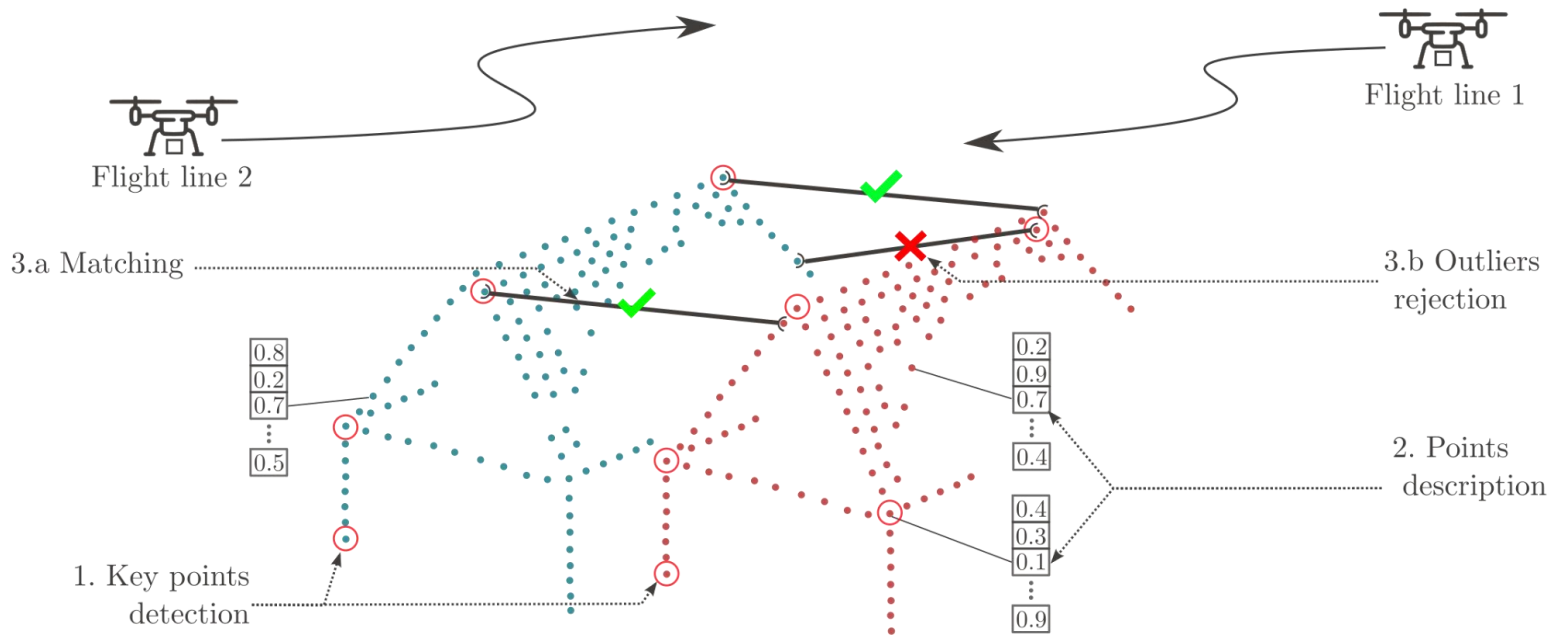 Flight line 1
Flight line 2
3.a Matching
3.b Outliers
rejection
0.8
0.2
0.7
0.5
0.2
0.9
0.7
0.4
2. Points
description
0.4
0.3
0.1
0.9
1. Key points
detection